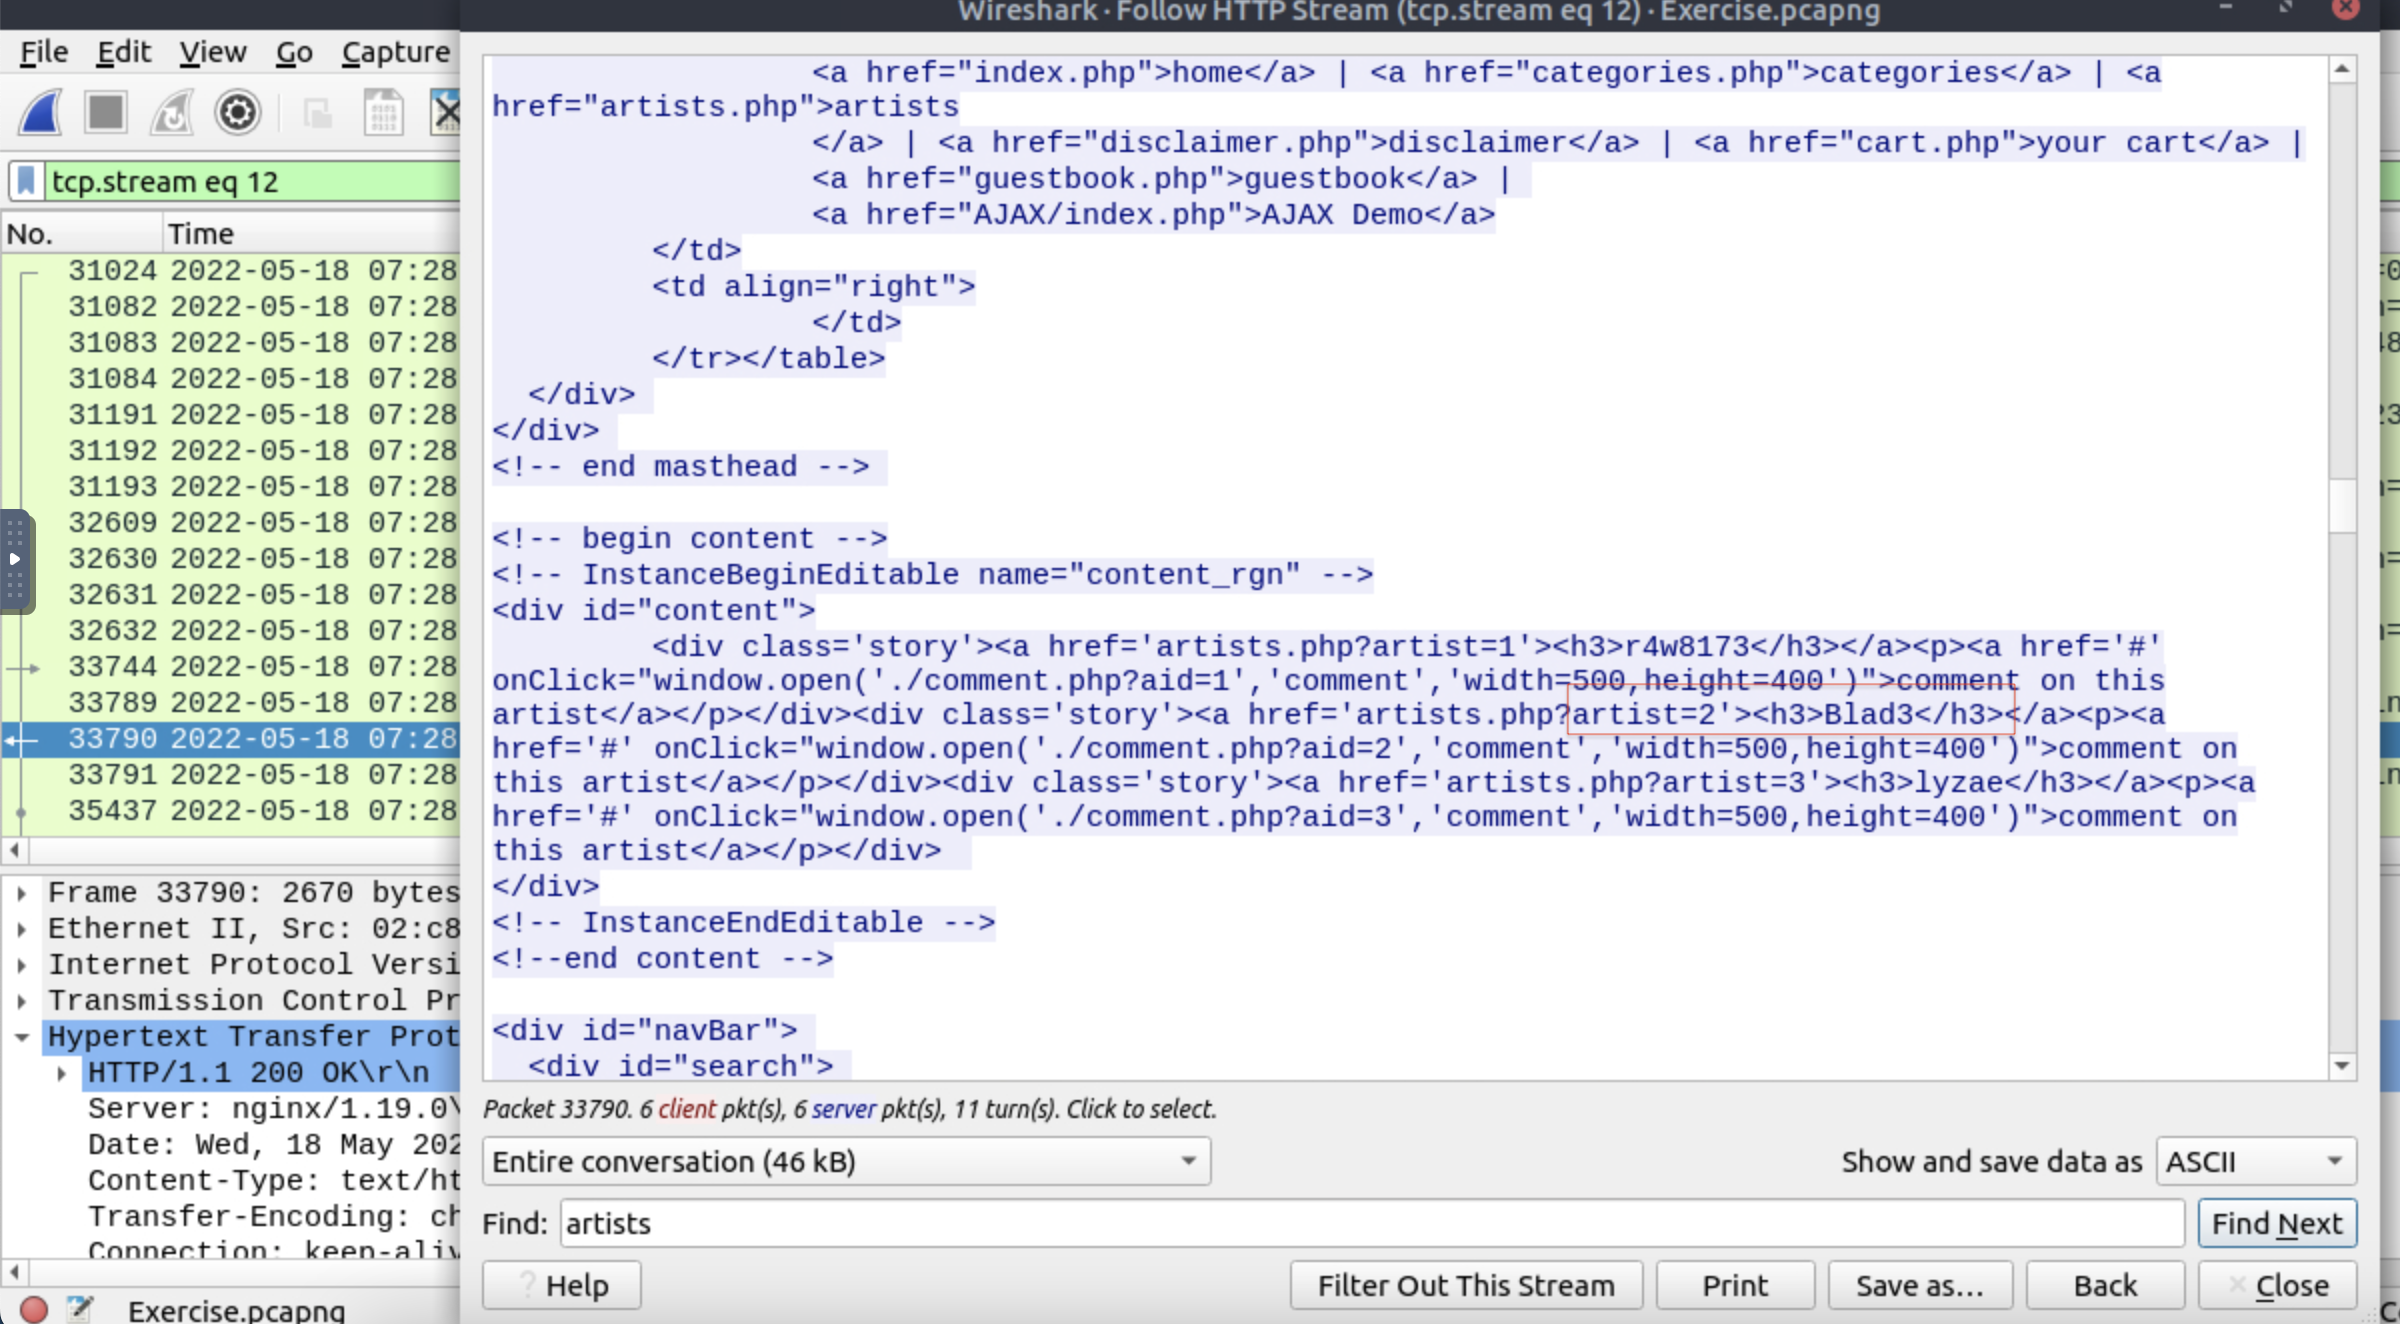 Wireshark · Follow HTTP Stream (tcp.stream eq 12) · Exercise.pcapng
File Edit View Go Capture
tcp.stream eq 12
No. Time
31024 2022-05-18 07:28
31082 2022-05-18 07:28
31083 2022-05-18 07:28
31084 2022-05-18 07:28
31191 2022-05-18 07:28
31192 2022-05-18 07:28
31193 2022-05-18 07:28
32609 2022-05-18 07:28
32630 2022-05-18 07:28
32631 2022-05-18 07:28
32632 2022-05-18 07:28
33744 2022-05-18 07:28
33789 2022-05-18 07:28
33790 2022-05-18 07:28
33791 2022-05-18 07:28
35437 2022-05-18 07:28
Frame 33790: 2670 bytes
Ethernet II, Src: 02:c8
Internet Protocol Versi
Transmission Control Pr
Hypertext Transfer Prot
HTTP/1.1 200 OK\r\n
Server: nginx/1.19.0\
Date: Wed, 18 May 202
Content-Type: text/ht
Transfer-Encoding: ch
Connection: keep-aliv
Exercise.pcapng
<a href="index.php">home</a> | <a href="categories.php">categories</a> | <a
href="artists.php">artists
</a> | <a href="disclaimer.php">disclaimer</a> | <a href="cart.php">your cart</a> |
<a href="guestbook.php">guestbook</a> |
<a href="AJAX/index.php">AJAX Demo</a>
</td>
<td align="right">
</td>
</tr></table>
</div>
</div>
<!-- end masthead -->
<!-- begin content -->
<!-- InstanceBeginEditable name="content_rgn" -->
<div id="content">
<div class='story'><a href='artists.php?artist=1'><h3>r4w8173</h3></a><p><a href='#'
onClick="window.open('./comment.php?aid=1','comment','width=500,height=400')">comment on this
artist</a></p></div><div class='story'><a href='artists.php?artist=2'><h3>Blad3</h3></a><p><a
href='#' onClick="window.open('./comment.php?aid=2','comment','width=500,height=400')">comment on
this artist</a></p></div><div class='story'><a href='artists.php?artist=3'><h3>lyzae</h3></a><p><a
href='#' onClick="window.open('./comment.php?aid=3','comment','width=500,height=400')">comment on
this artist</a></p></div>
</div>
<!-- InstanceEndEditable -->
<!--end content -->
<div id="navBar">
<div id="search">
Packet 33790. 6 client pkt(s), 6 server pkt(s), 11 turn(s). Click to select.
Entire conversation (46 kB)
Show and save data as ASCII
Find: artists
Find Next
Help
Filter Out This Stream
Print
Save as…
Back
Close